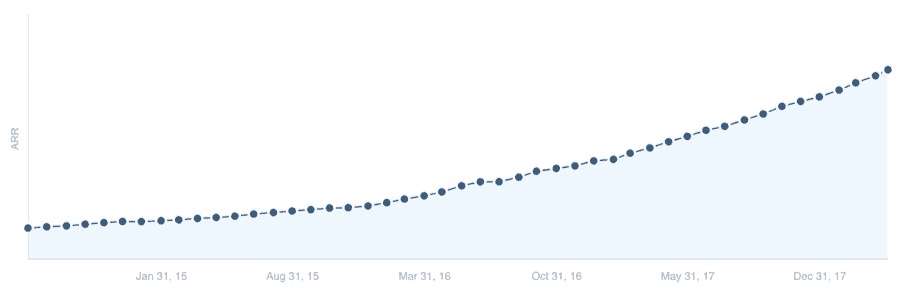 ARR
Jan 31, 15
Aug 31, 15
Mar 31, 16
Oct 31, 16
May 31, 17
Dec 31, 17